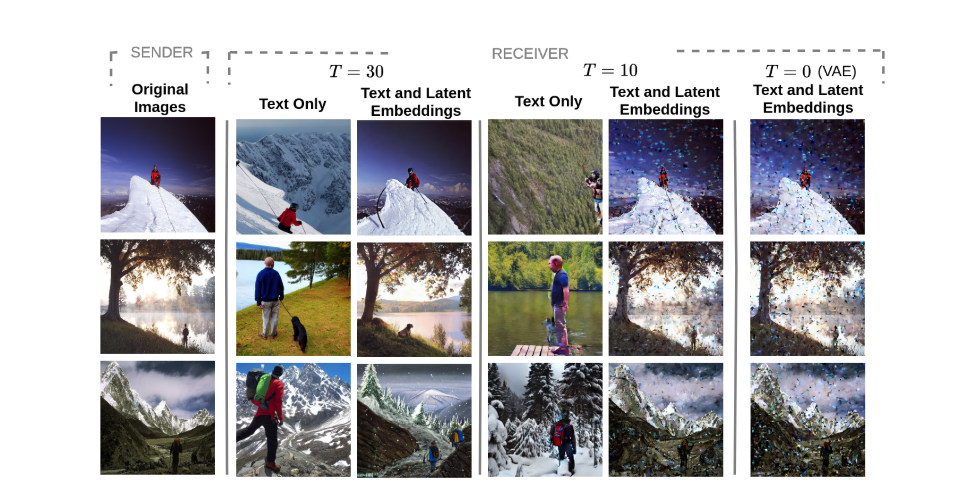 SENDER
RECEIVER
T = 30
T = 10
T = 0 (VAE)
Original
Images
Text Only
Text and Latent
Embeddings
Text Only
Text and Latent
Embeddings
Text and Latent
Embeddings